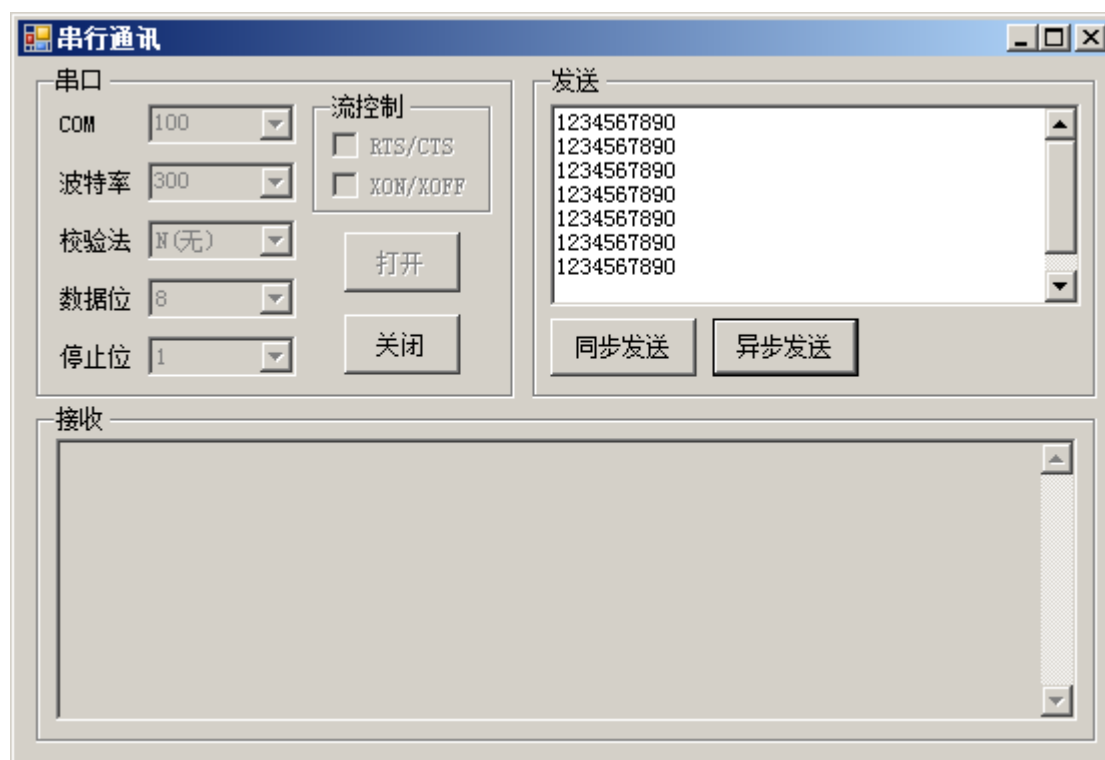 串行通讯
串口
COM 100
波特率 300
校验法 N(无)
数据位 8
停止位 1
流控制
RTS/CTS
XON/XOFF
打开
关闭
发送
1234567890
1234567890
1234567890
1234567890
1234567890
1234567890
1234567890
同步发送 异步发送
接收